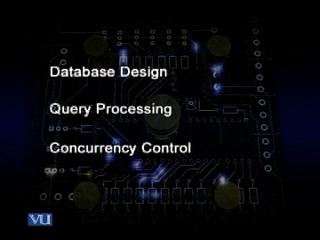 Database Design
Query Processing
Concurrency Control
VU